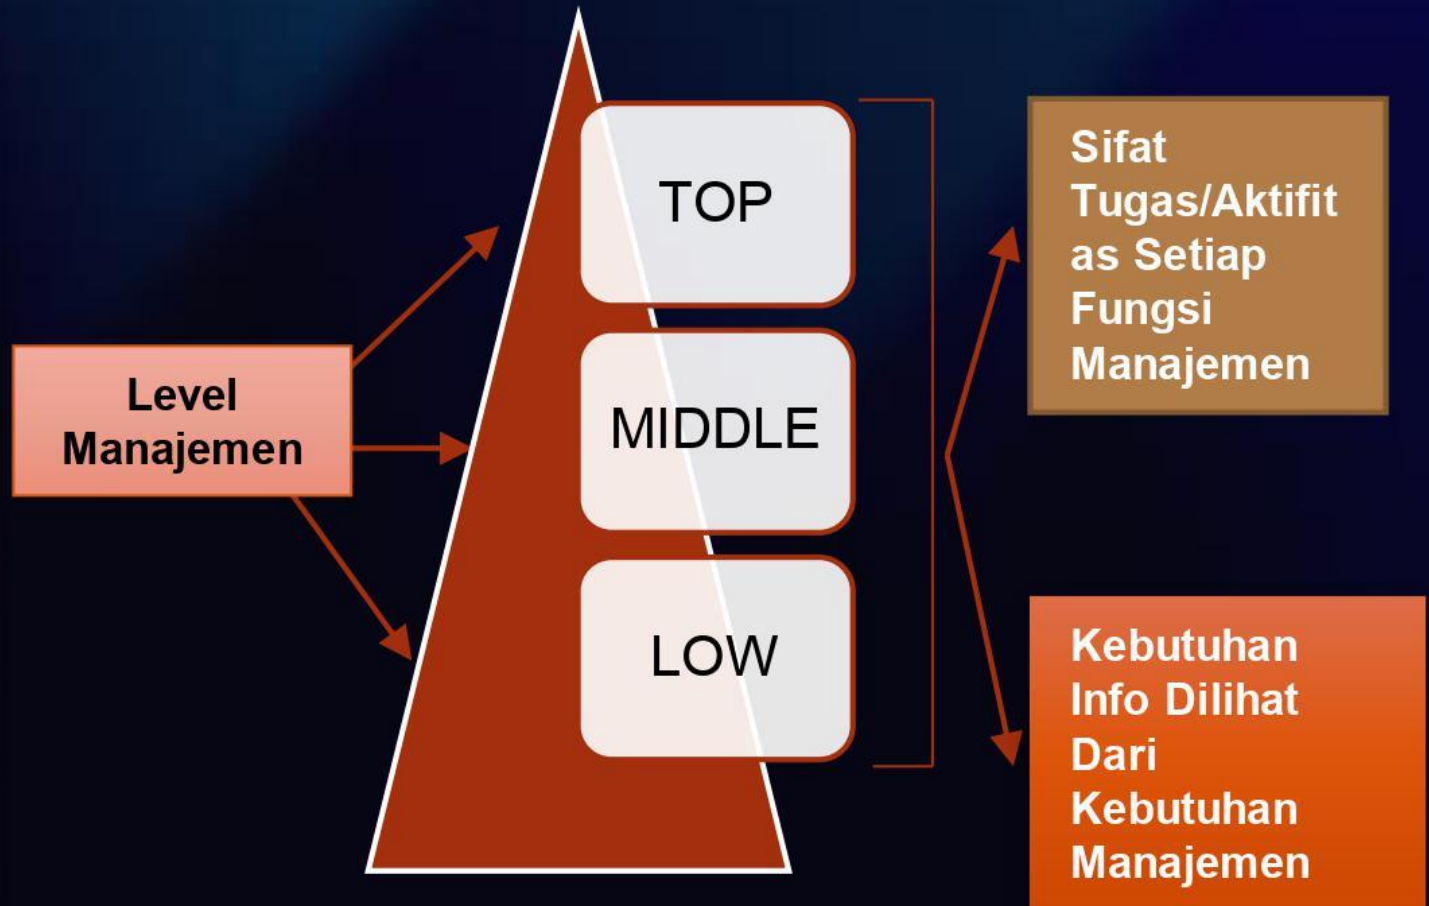 TOP
MIDDLE
LOW
Level
Manajemen
Sifat
Tugas/Aktifit
as Setiap
Fungsi
Manajemen
Kebutuhan
Info Dilihat
Dari
Kebutuhan
Manajemen